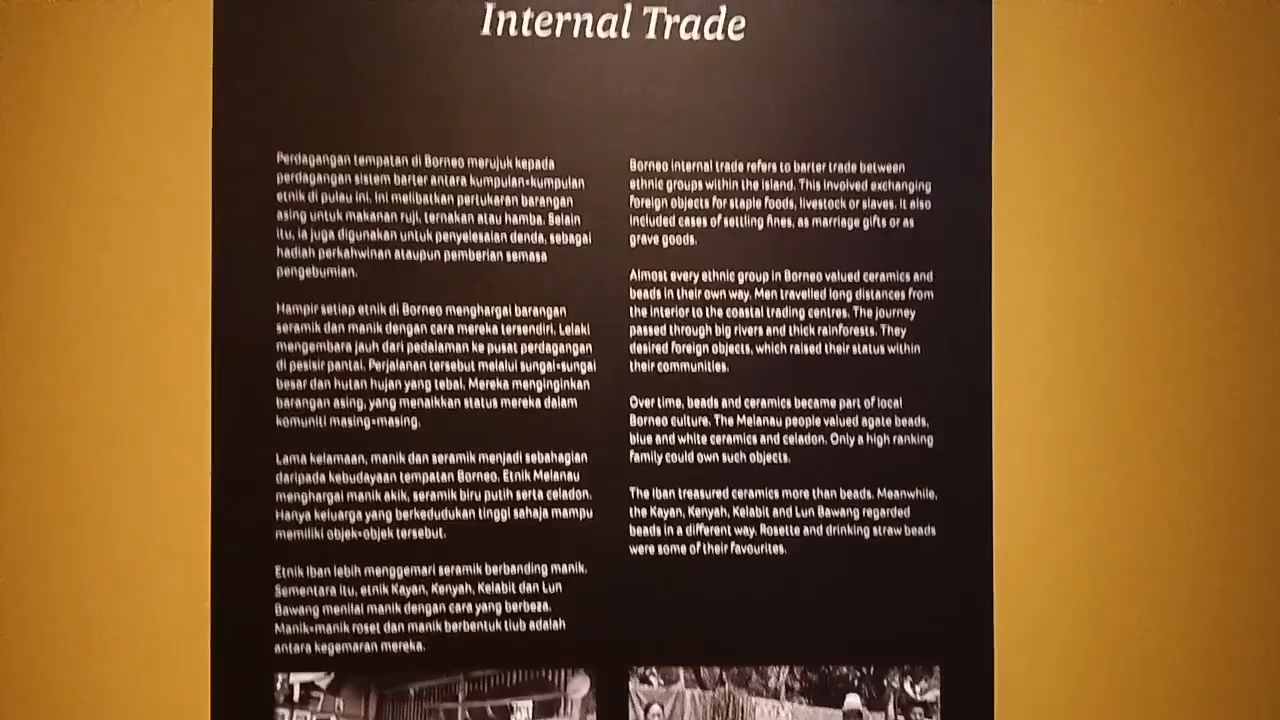 Internal Trade
Perdagangan tempatan di Borneo merujuk kepada
perdagangan sistem barter antara kumpulan-kumpulan
etnik di pulau ini. Ini melibatkan pertukaran barangan
asing untuk makanan ruji, ternakan atau hamba. Selain
itu, ia juga digunakan untuk penyelesaian denda, sebagai
hadiah perkahwinan ataupun pemberian semasa
pengebumian.
Hampir setiap etnik di Borneo menghargai barangan
seramik dan manik dengan cara mereka tersendiri. Lelaki
mengembara jauh dari pedalaman ke pusat perdagangan
di pesisir pantai. Perjalanan tersebut melalui sungai-sungai
besar dan hutan hujan yang tebal. Mereka menginginkan
barangan asing, yang menaikkan status mereka dalam
komuniti masing-masing.
Lama kelamaan, manik dan seramik menjadi sebahagian
daripada kebudayaan tempatan Borneo. Etnik Melanau
menghargai manik akik, seramik biru putih serta celadon.
Hanya keluarga yang berkedudukan tinggi sahaja mampu
memiliki objek-objek tersebut.
Etnik Iban lebih menggemari seramik berbanding manik.
Sementara itu, etnik Kayan, Kenyah, Kelabit dan Lun
Bawang menilai manik dengan cara yang berbeza.
Manik-manik roset dan manik berbentuk tiub adalah
antara kegemaran mereka.
Borneo internal trade refers to barter trade between
ethnic groups within the island. This involved exchanging
foreign objects for staple foods, livestock or slaves. It also
included cases of settling fines, as marriage gifts or as
grave goods.
Almost every ethnic group in Borneo valued ceramics and
beads in their own way. Men travelled long distances from
the interior to the coastal trading centres. The journey
passed through big rivers and thick rainforests. They
desired foreign objects, which raised their status within
their communities.
Over time, beads and ceramics became part of local
Borneo culture. The Melanau people valued agate beads,
blue and white ceramics and celadon. Only a high ranking
family could own such objects.
The Iban treasured ceramics more than beads. Meanwhile,
the Kayan, Kenyah, Kelabit and Lun Bawang regarded
beads in a different way. Rosette and drinking straw beads
were some of their favourites.